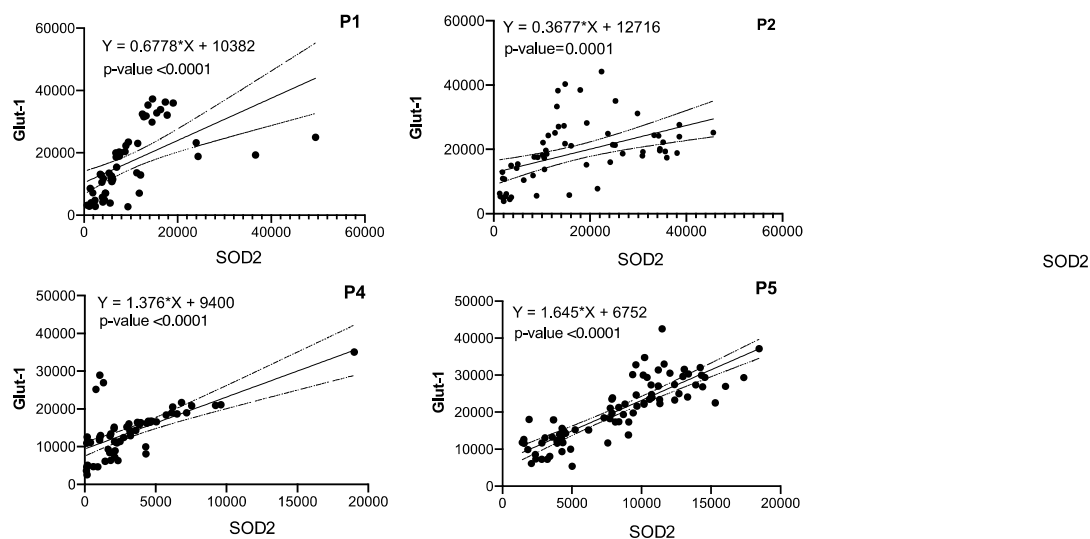 P1
Y = 0.6778*X + 10382
p-value <0.0001
Glut-1
60000
40000
20000
0
0 20000 40000 60000
SOD2
P2
Y = 0.3677*X + 12716
p-value=0.0001
Glut-1
60000
40000
20000
0
0 20000 40000 60000
SOD2
SOD2
P4
Y = 1.376*X + 9400
p-value <0.0001
Glut-1
50000
40000
30000
20000
10000
0
0 5000 10000 15000 20000
SOD2
P5
Y = 1.645*X + 6752
p-value <0.0001
Glut-1
50000
40000
30000
20000
10000
0
0 5000 10000 15000 20000
SOD2